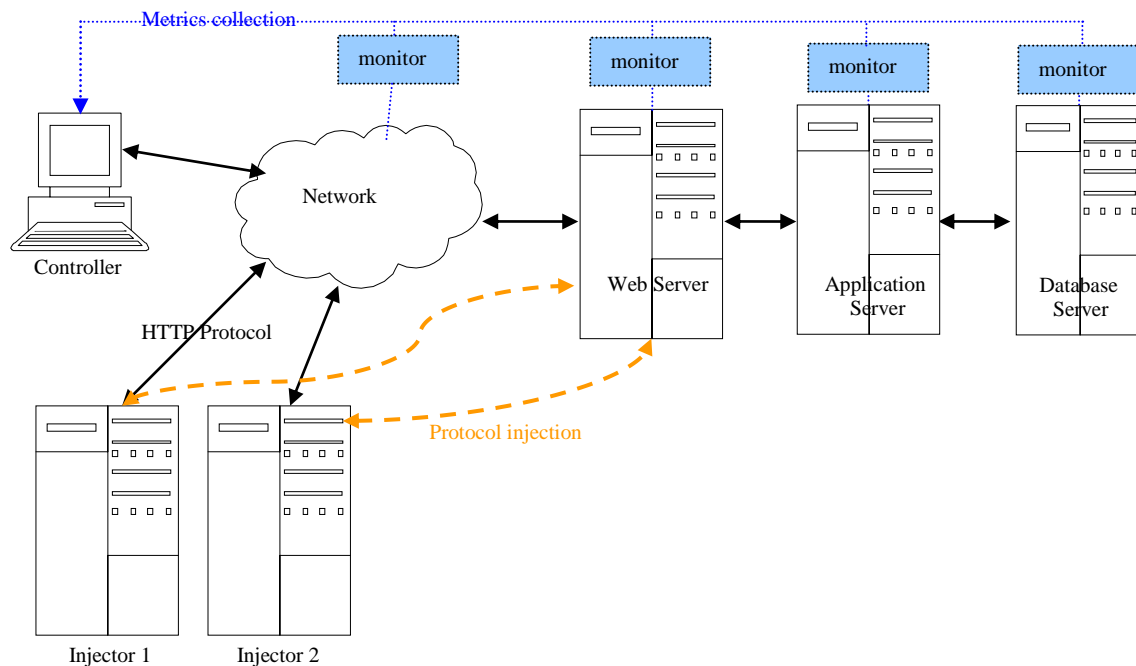 Metrics collection
monitor
monitor
monitor
monitor
Network
Controller
Web Server
Application
Server
Database
Server
HTTP Protocol
Protocol injection
Injector 1
Injector 2